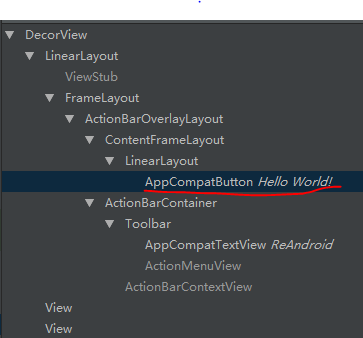 DecorView
LinearLayout
ViewStub
FrameLayout
ActionBarOverlayLayout
ContentFrameLayout
LinearLayout
AppCompatButton Hello World!
ActionBarContainer
Toolbar
AppCompatTextView ReAndroid
ActionMenuView
ActionBarContextView
View
View